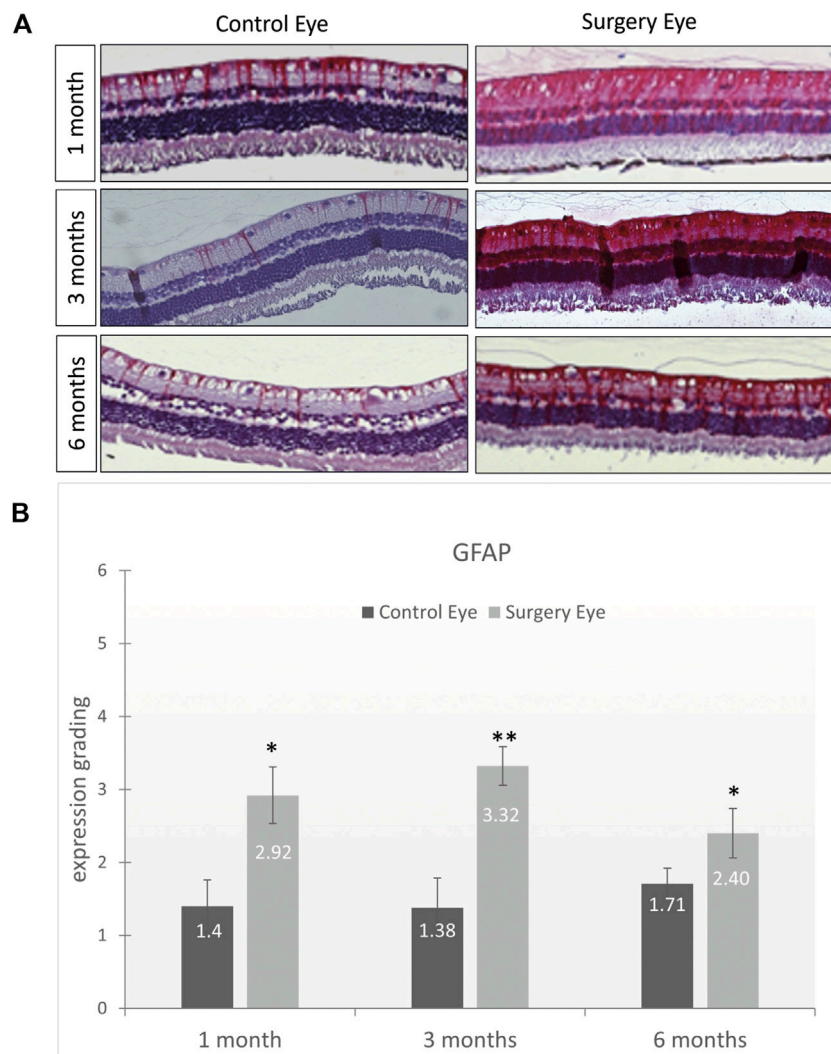 A
Control Eye Surgery Eye
1 month
3 months
6 months
B
GFAP
6
Control Eye Surgery Eye
5
4
3
2
1
0
expression grading
*
**
*
1.4
2.92
1.38
3.32
1.71
2.40
1 month 3 months 6 months